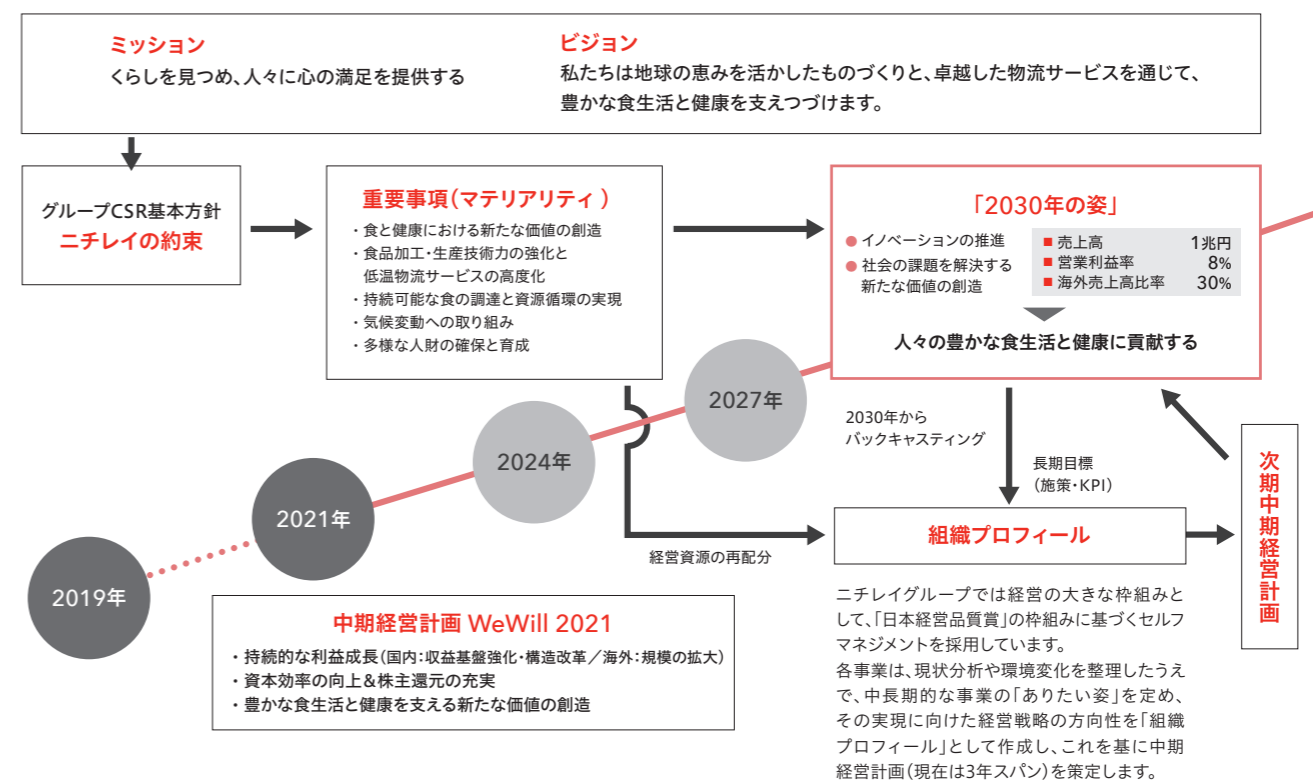 ミッション
くらしを見つめ、人々に心の満足を提供する
ビジョン
私たちは地球の恵みを活かしたものづくりと、卓越した物流サービスを通じて、
豊かな食生活と健康を支えつづけます。
グループCSR基本方針
ニチレイの約束
重要事項(マテリアリティ )
・食と健康における新たな価値の創造
・食品加工・生産技術力の強化と
低温物流サービスの高度化
・持続可能な食の調達と資源循環の実現
・気候変動への取り組み
・多様な人財の確保と育成
「2030年の姿」
● イノベーションの推進
● 社会の課題を解決する
新たな価値の創造
■ 売上高 1兆円
■ 営業利益率 8%
■ 海外売上高比率 30%
人々の豊かな食生活と健康に貢献する
2019年
2021年
2024年
2027年
2030年から
バックキャスティング
長期目標
(施策・KPI)
経営資源の再配分
組織プロフィール
次期中期経営計画
中期経営計画 WeWill 2021
・持続的な利益成長(国内:収益基盤強化・構造改革/海外:規模の拡大)
・資本効率の向上&株主還元の充実
・豊かな食生活と健康を支える新たな価値の創造
ニチレイグループでは経営の大きな枠組みと
して、「日本経営品質賞」の枠組みに基づくセルフ
マネジメントを採用しています。
各事業は、現状分析や環境変化を整理したうえ
で、中長期的な事業の「ありたい姿」を定め、
その実現に向けた経営戦略の方向性を「組織
プロフィール」として作成し、これを基に中期
経営計画(現在は3年スパン)を策定します。